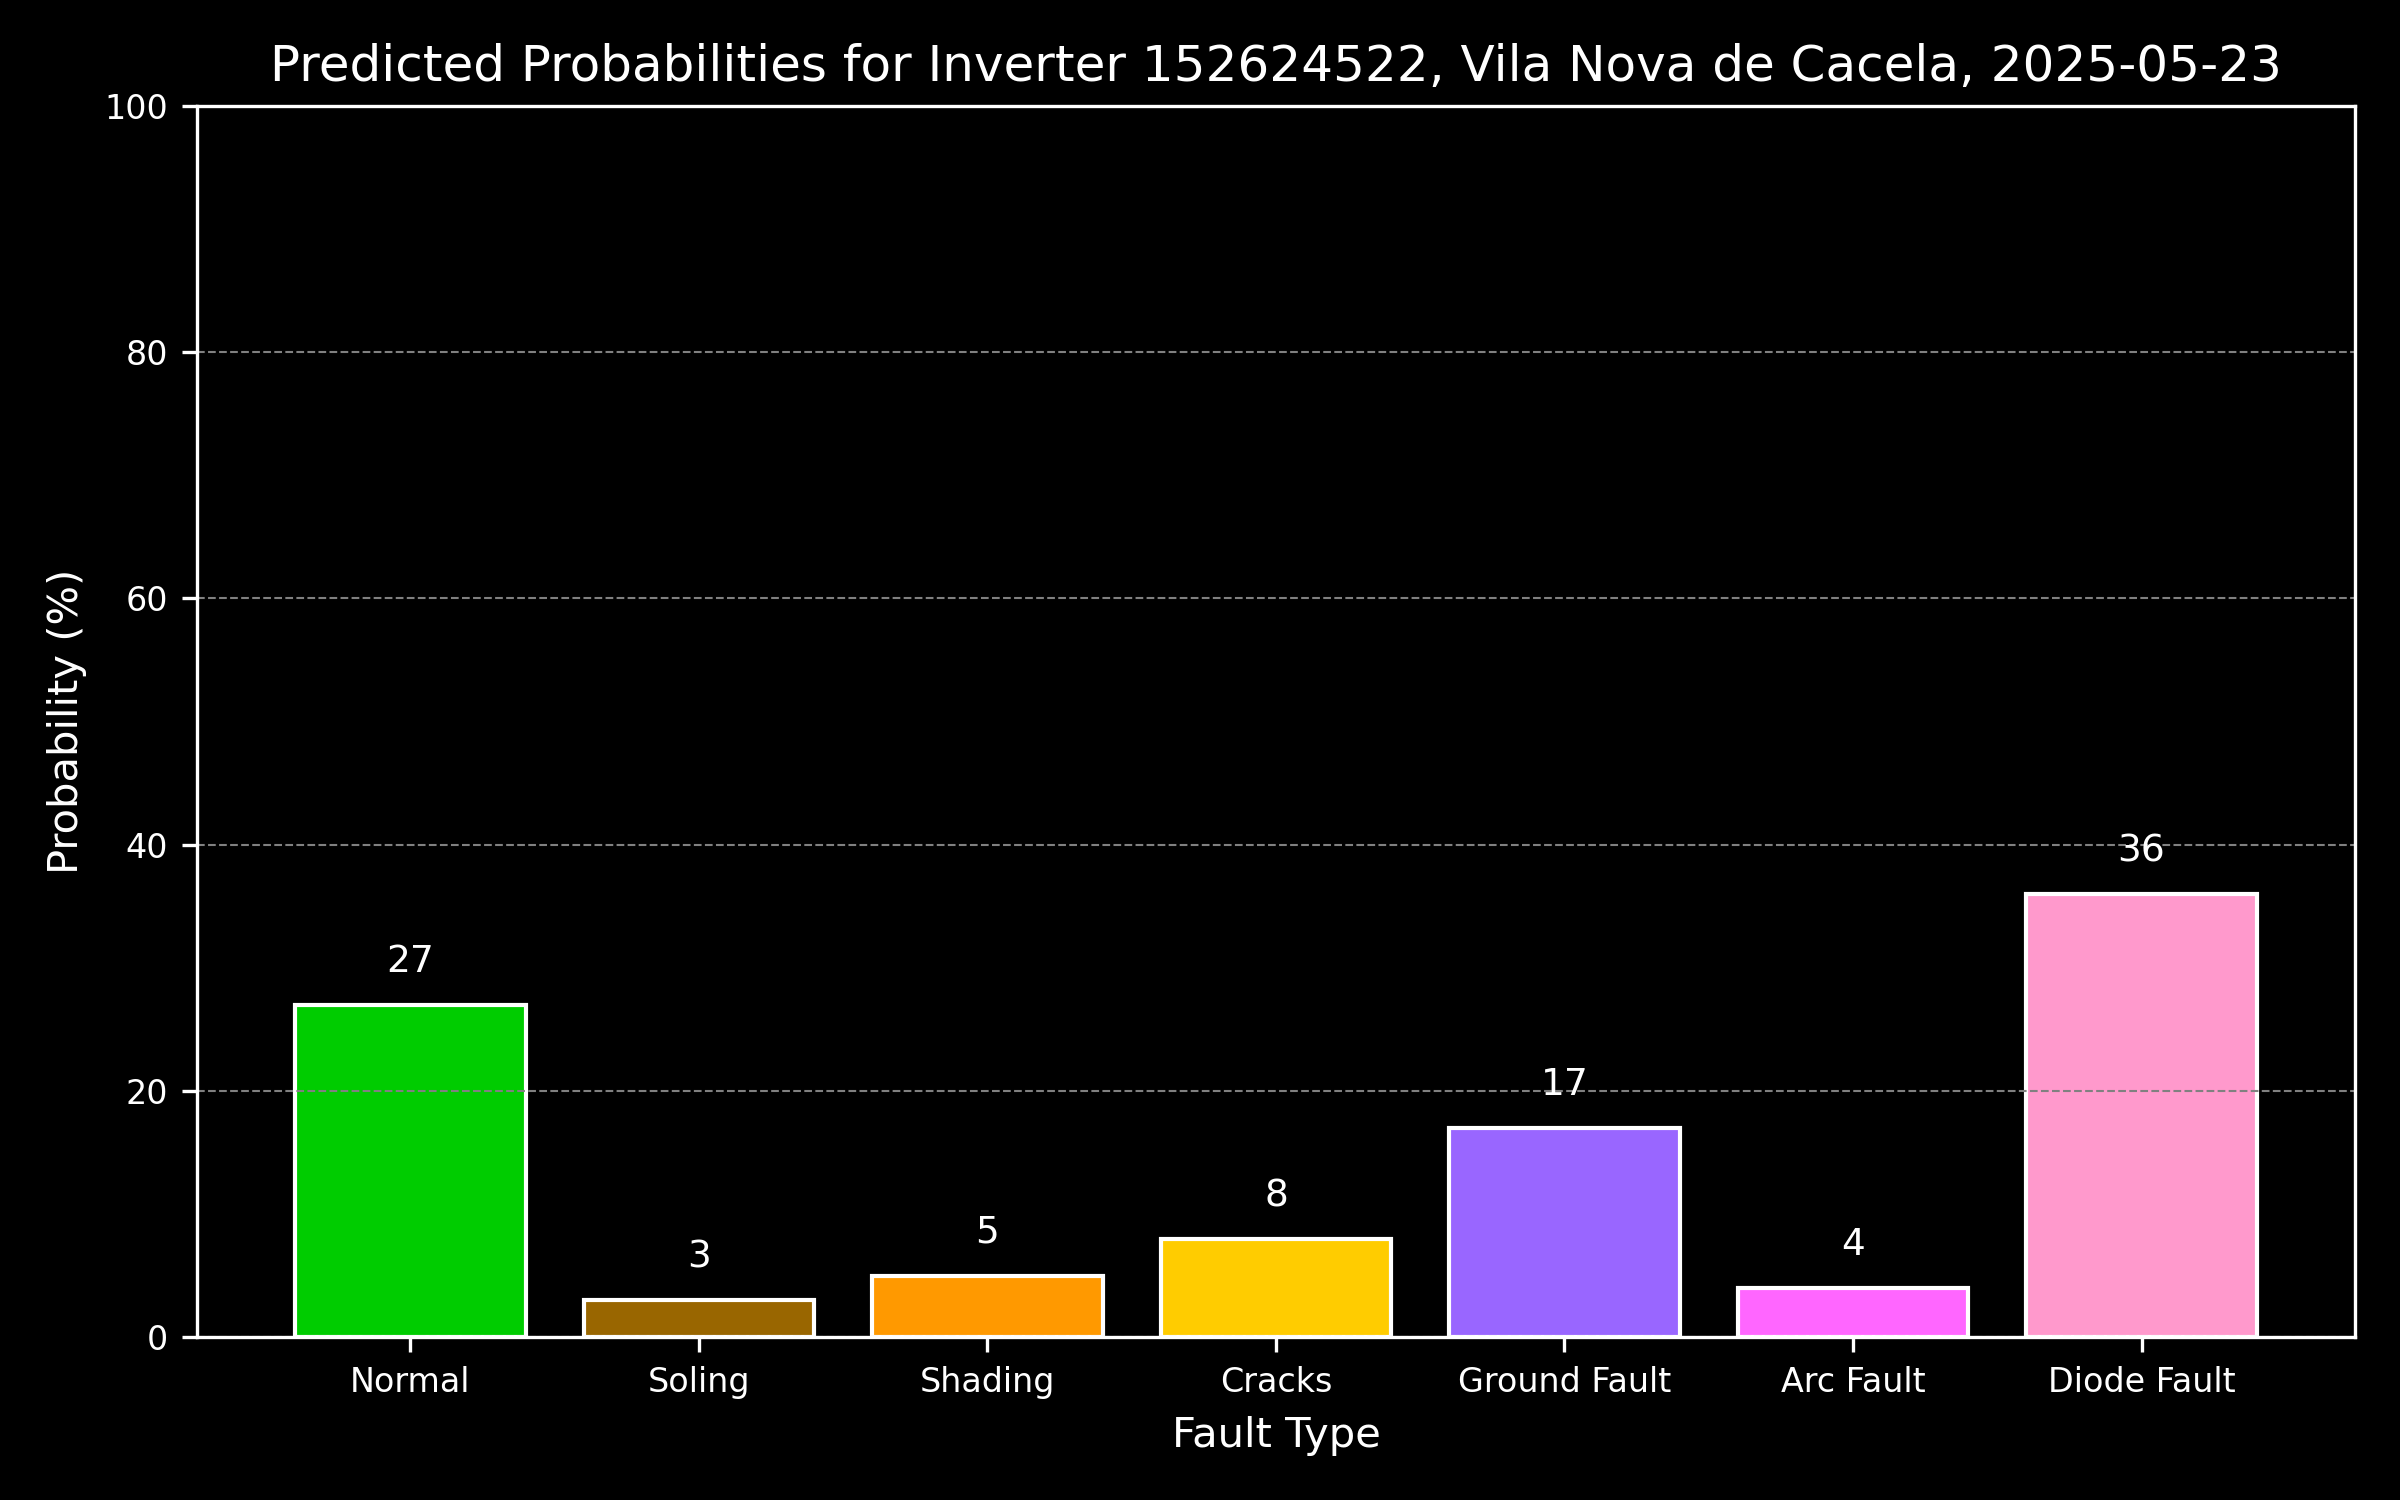 Predicted Probabilities for Inverter 152624522, Vila Nova de Cacela, 2025-05-23
Probability (%)
100
80
60
40
20
0
27
3
5
8
17
4
36
Normal
Soling
Shading
Cracks
Ground Fault
Arc Fault
Diode Fault
Fault Type